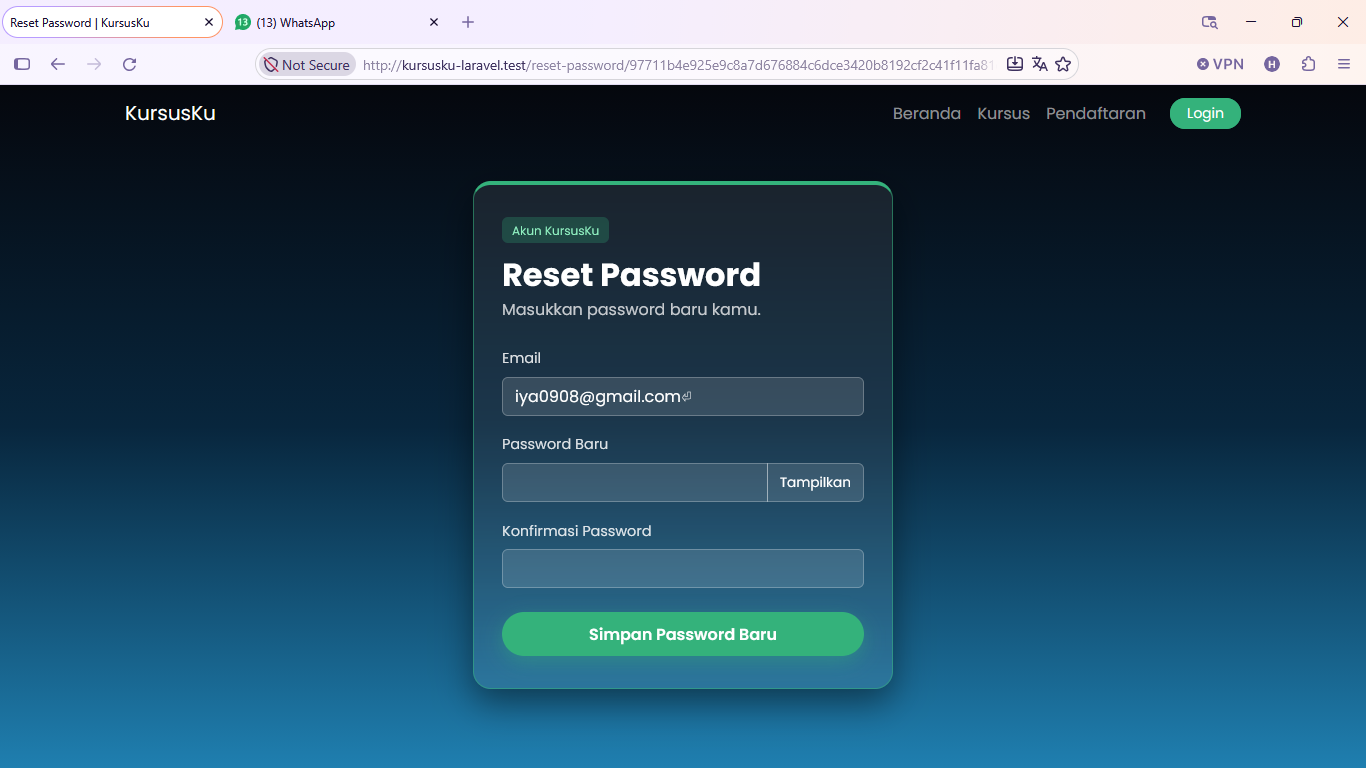 Reset Password | KursusKu
13 (13) WhatsApp
Not Secure http://kursusku-laravel.test/reset-password/97711b4e925e9c8a7d676884c6dce3420b8192cf2c41f11fa81
VPN H
KursusKu
Beranda Kursus Pendaftaran Login
Akun KursusKu
Reset Password
Masukkan password baru kamu.
Email
iya0908@gmail.com⏎
Password Baru
Tampilkan
Konfirmasi Password
Simpan Password Baru